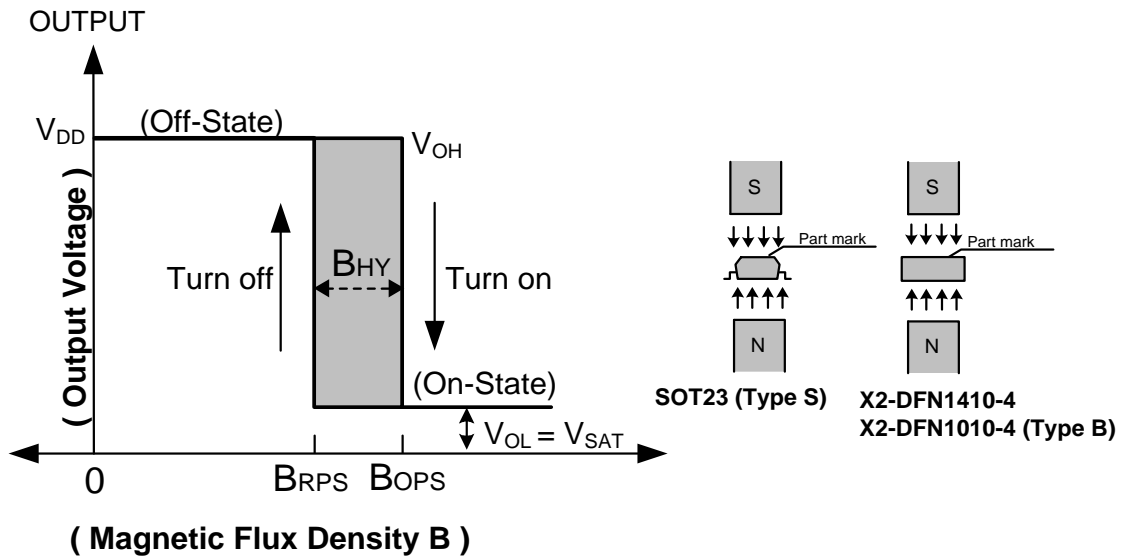 OUTPUT
VDD
(Off-State)
VOH
( Output Voltage )
Turn off
BHY
Turn on
(On-State)
VOL = VSAT
0
BRPS
BOPS
( Magnetic Flux Density B )
S
Part mark
N
SOT23 (Type S)
S
Part mark
N
X2-DFN1410-4
X2-DFN1010-4 (Type B)